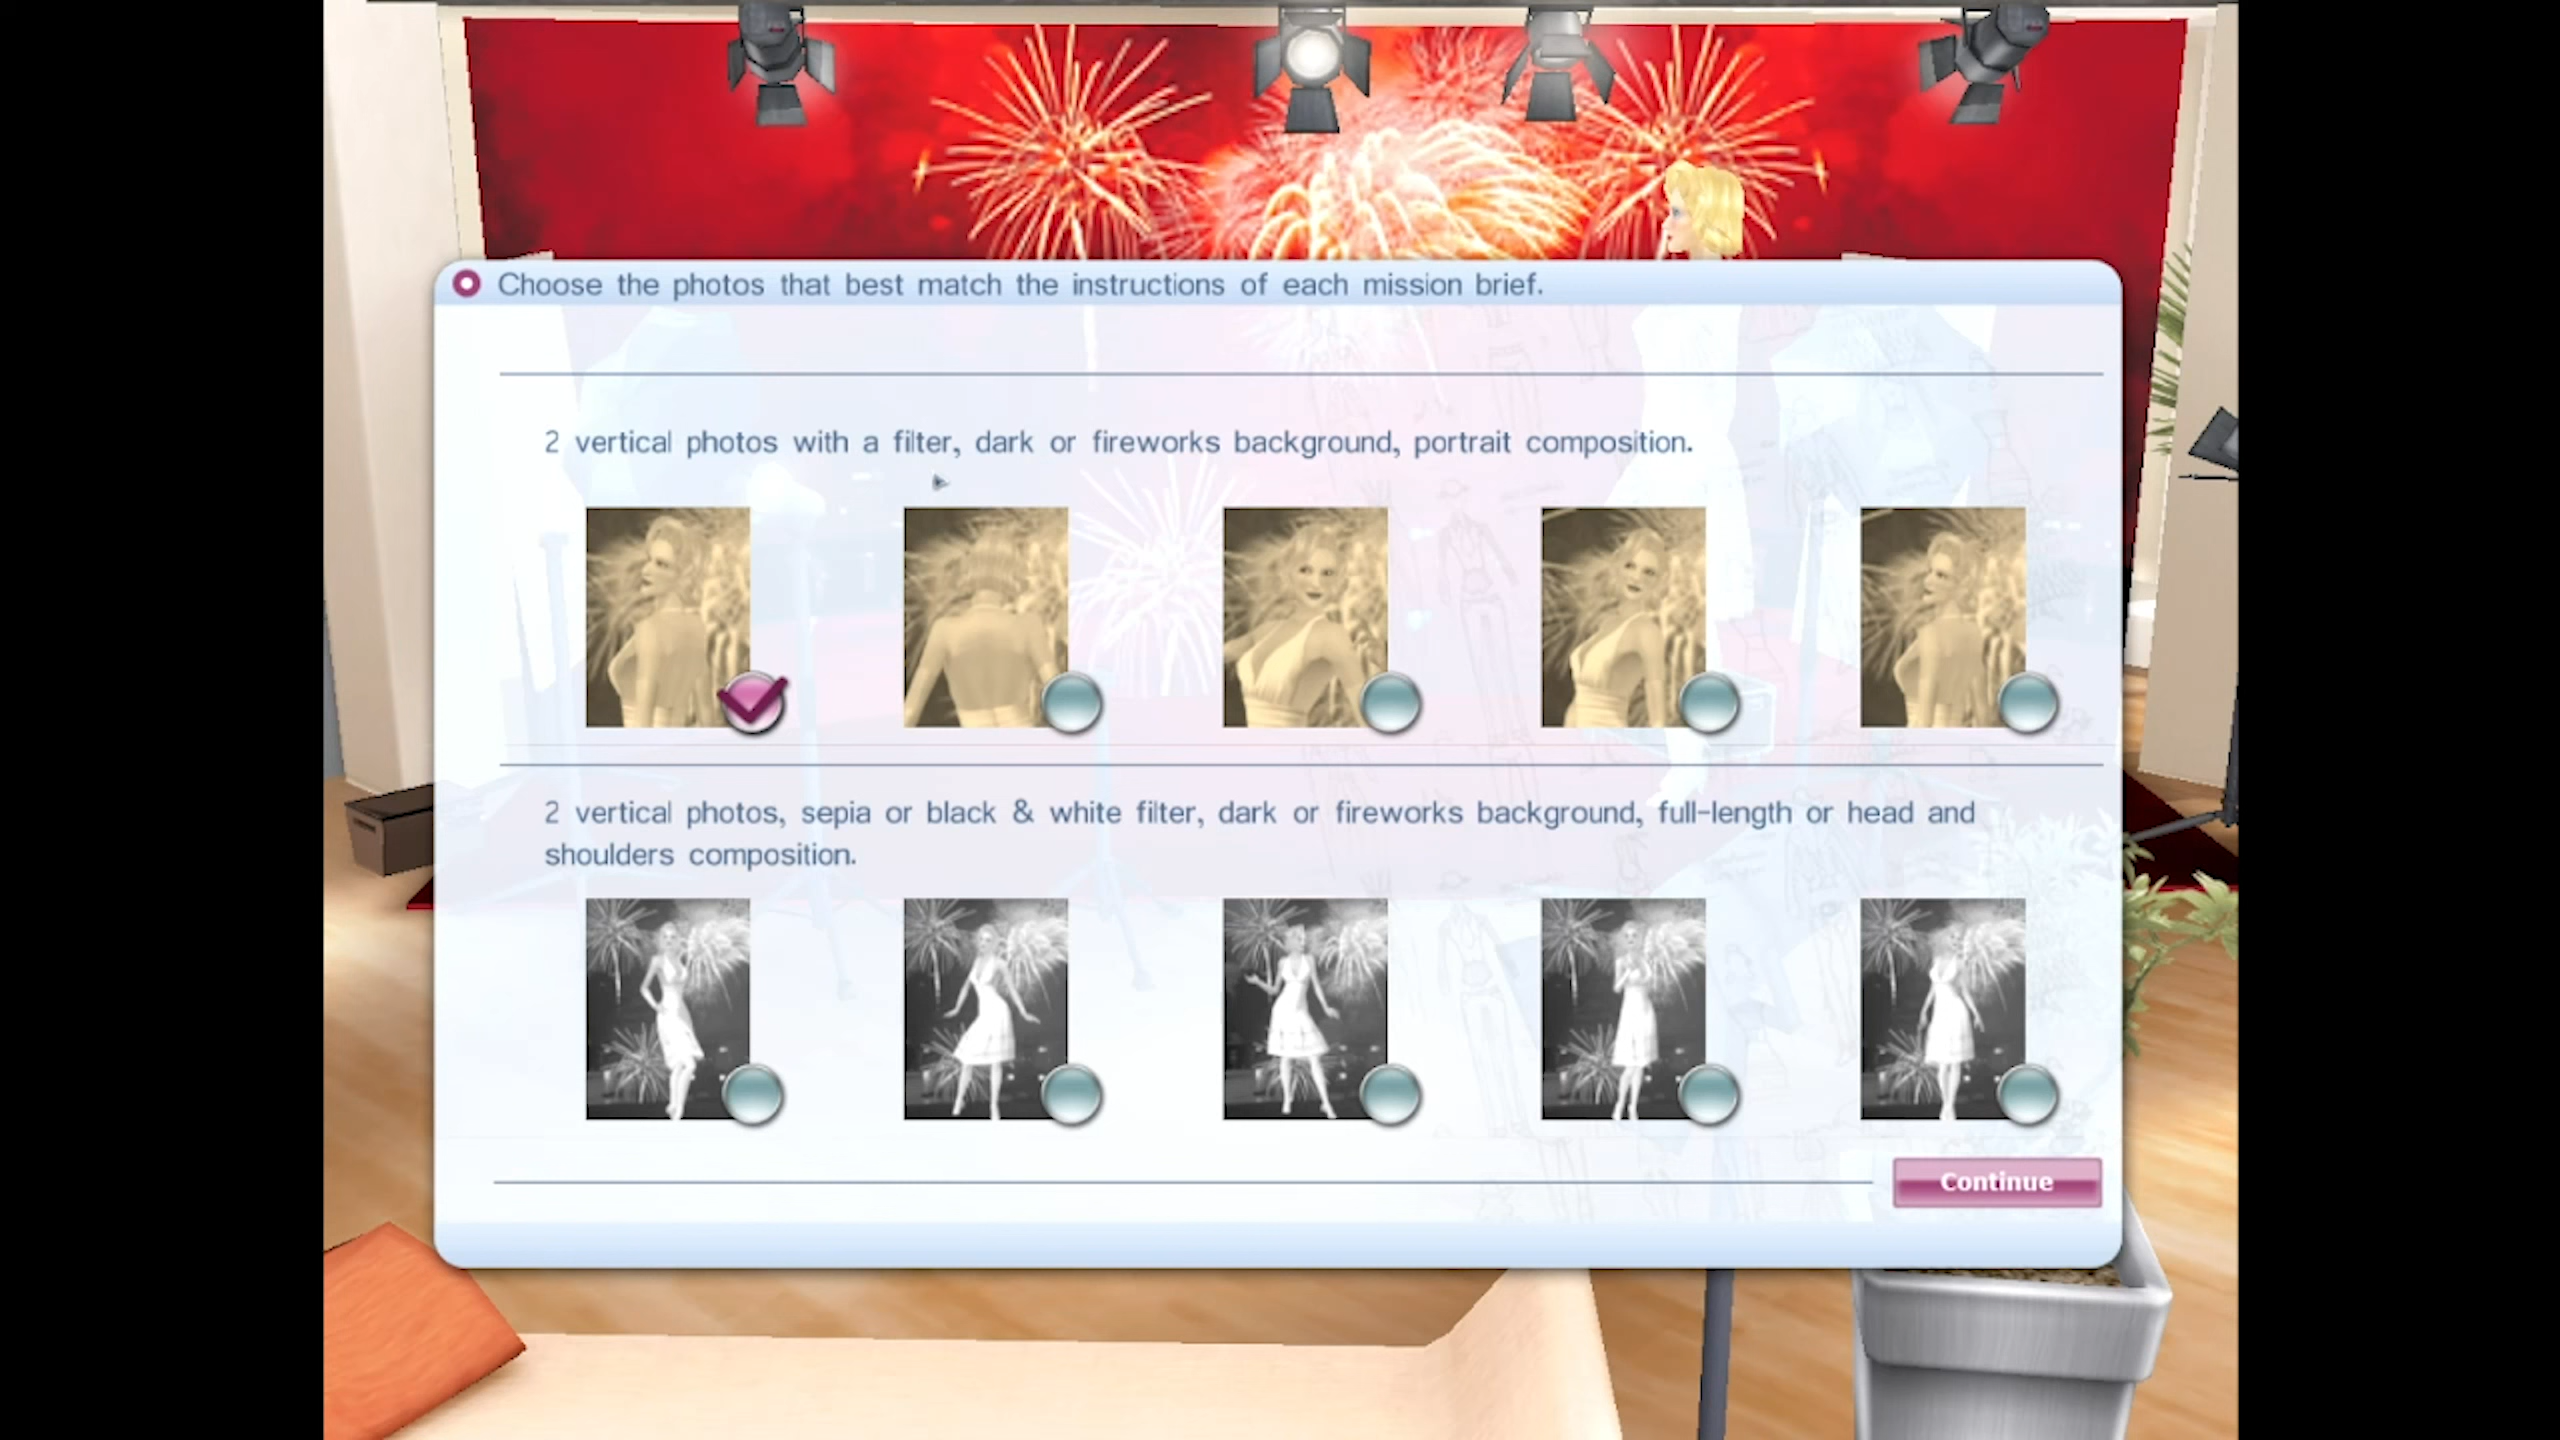 Choose the photos that best match the instructions of each mission brief.
2 vertical photos with a filter, dark or fireworks background, portrait composition.
2 vertical photos, sepia or black & white filter, dark or fireworks background, full-length or head and
shoulders composition.
Continue